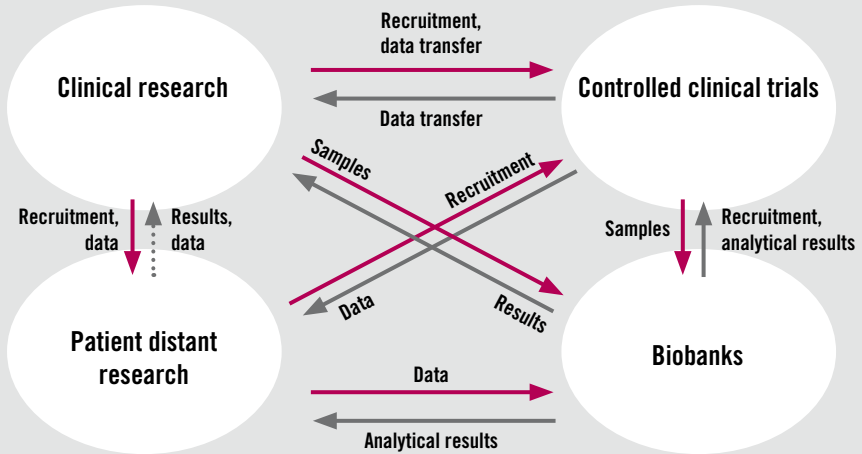 Recruitment,
data transfer
Clinical research
Controlled clinical trials
Data transfer
Samples
Recruitment
Recruitment,
data
Results,
data
Samples
Recruitment,
analytical results
Data
Results
Patient distant
research
Biobanks
Data
Analytical results